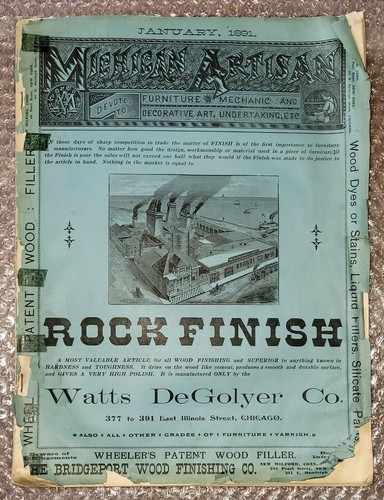 JANUARY, 1891.
MICHIGAN ARTISAN
DEVOTED TO
FURNITURE MECHANIC AND
DECORATIVE ART, UNDERTAKING, ETC.
IN these days of sharp competition in trade the matter of FINISH is of the first importance to furniture
manufacturers. No matter how good the design, workmanship or material used in a piece of furniture, if
the Finish is poor the sales will not exceed one half what they would if the Finish was made to do justice to
the article in hand. Nothing in the market is equal to
ROCK FINISH
A MOST VALUABLE ARTICLE for all WOOD FINISHING and SUPERIOR to anything known in
HARDNESS and TOUGHNESS. It dries on the wood like cement, produces a smooth and durable surface,
and GIVES A VERY HIGH POLISH. It is manufactured ONLY by the
Watts DeGolyer Co.
377 to 391 East Illinois Street, CHICAGO.
ALSO ALL OTHER GRADES OF FURNITURE VARNISH.
WHEEL
PATENT : WOOD : FILLER
Wood Dyes or Stains, Liquid Fillers, Silicate Pa
Beware of
WHEELER'S PATENT WOOD FILLER.
HE BRIDGEPORT WOOD FINISHING CO.
NEW MILFORD, CONN.